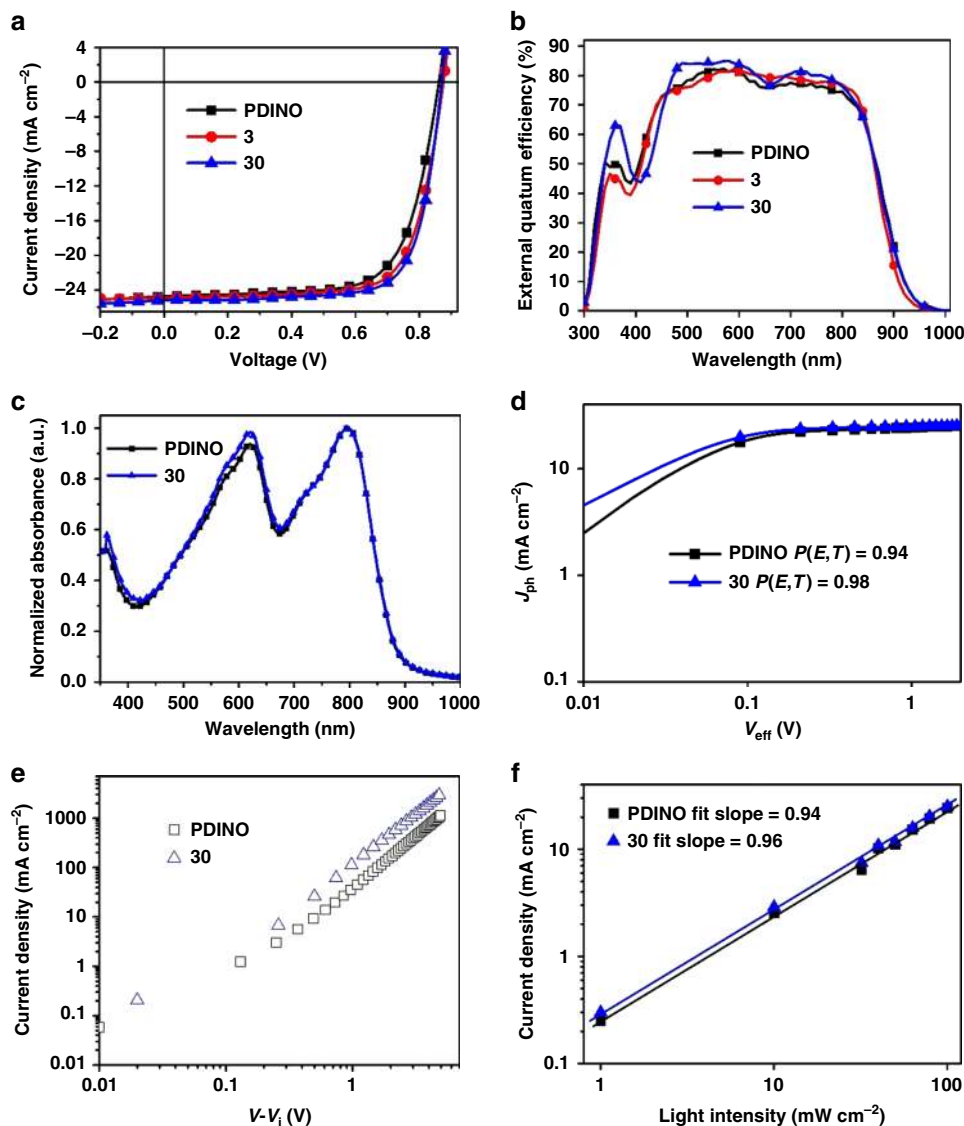 a
Current density (mA cm⁻²)
4
0
−4
−8
−12
−16
−20
−24
−0.2 0.0 0.2 0.4 0.6 0.8
Voltage (V)
PDINO
3
30
b
External quatum efficiency (%)
90
80
70
60
50
40
30
20
10
0
300 400 500 600 700 800 900 1000
Wavelength (nm)
PDINO
3
30
c
Normalized absorbance (a.u.)
1.0
0.8
0.6
0.4
0.2
0.0
400 500 600 700 800 900 1000
Wavelength (nm)
PDINO
30
d
J_ph (mA cm⁻²)
10
1
0.1
0.01 0.1 1
V_eff (V)
PDINO P(E,T) = 0.94
30 P(E,T) = 0.98
e
Current density (mA cm⁻²)
1000
100
10
1
0.1
0.01
0.01 0.1 1
V-V_i (V)
PDINO
30
f
Current density (mA cm⁻²)
10
1
0.1
1 10 100
Light intensity (mW cm⁻²)
PDINO fit slope = 0.94
30 fit slope = 0.96